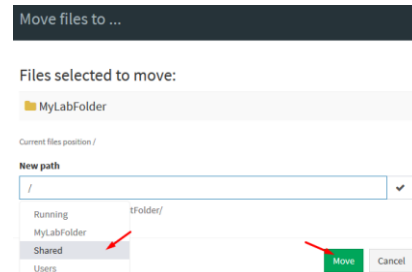 Move files to ...
Files selected to move:
MyLabFolder
Current files position /
New path
/
Running
tFolder/
MyLabFolder
Shared
Users
Move
Cancel